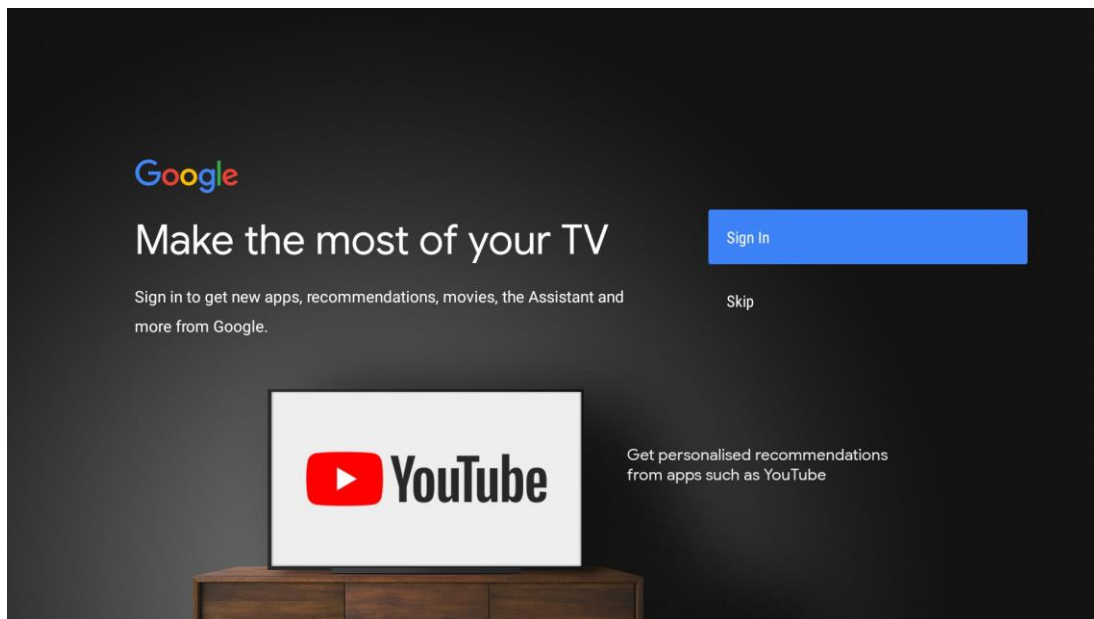 Google
Make the most of your TV
Sign in to get new apps, recommendations, movies, the Assistant and
more from Google.
Sign In
Skip
YouTube
Get personalised recommendations
from apps such as YouTube